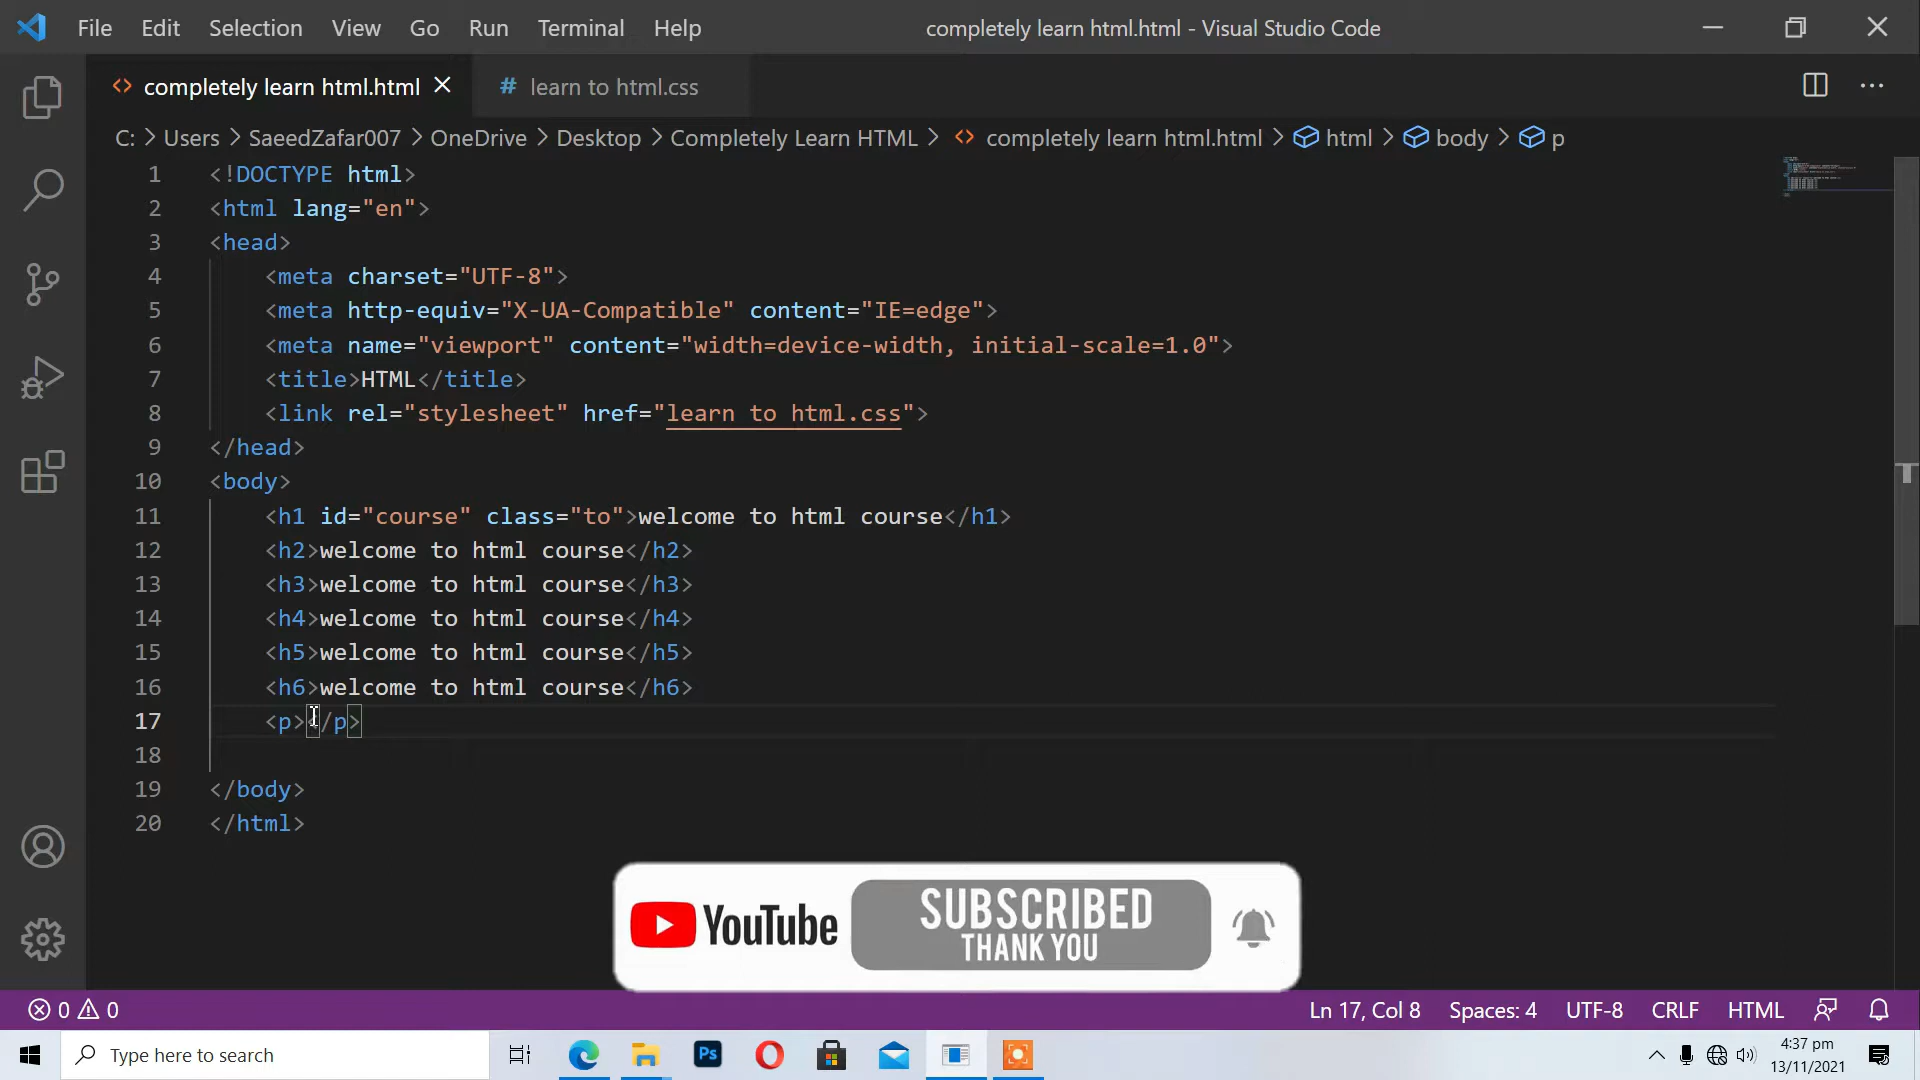 File Edit Selection View Go Run Terminal Help completely learn html.html - Visual Studio Code
completely learn html.html # learn to html.css
C: > Users > SaeedZafar007 > OneDrive > Desktop > Completely Learn HTML > completely learn html.html > html > body > p
1 <!DOCTYPE html>
2 <html lang="en">
3 <head>
4 <meta charset="UTF-8">
5 <meta http-equiv="X-UA-Compatible" content="IE=edge">
6 <meta name="viewport" content="width=device-width, initial-scale=1.0">
7 <title>HTML</title>
8 <link rel="stylesheet" href="learn to html.css">
9 </head>
10 <body>
11 <h1 id="course" class="to">welcome to html course</h1>
12 <h2>welcome to html course</h2>
13 <h3>welcome to html course</h3>
14 <h4>welcome to html course</h4>
15 <h5>welcome to html course</h5>
16 <h6>welcome to html course</h6>
17 <p></p>
18
19 </body>
20 </html>
YouTube
SUBSCRIBED
THANK YOU
0 0 Ln 17, Col 8 Spaces: 4 UTF-8 CRLF HTML
Type here to search Ps 4:37 pm
13/11/2021